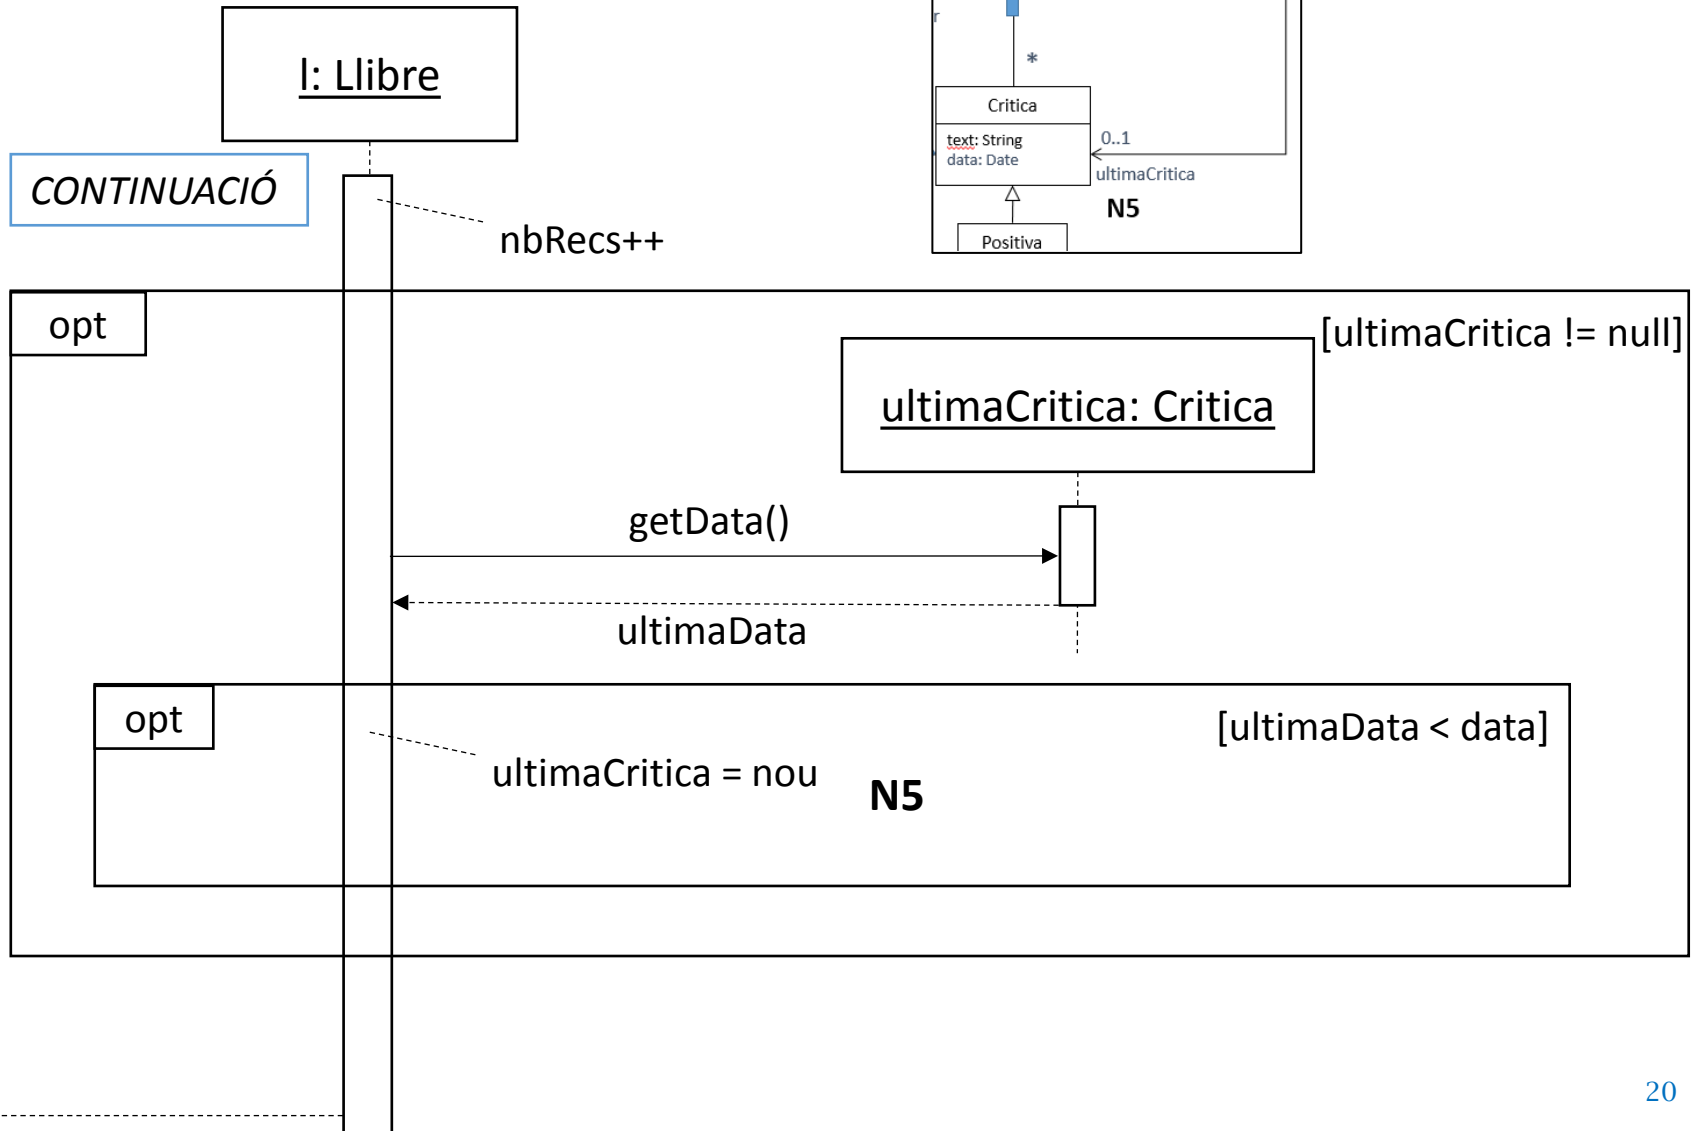 l: Llibre
CONTINUACIÓ
nbRecs++
r
*
Critica
text: String
data: Date
0..1
ultimaCritica
N5
Positiva
opt
[ultimaCritica != null]
ultimaCritica: Critica
getData()
ultimaData
opt
[ultimaData < data]
ultimaCritica = nou
N5
20